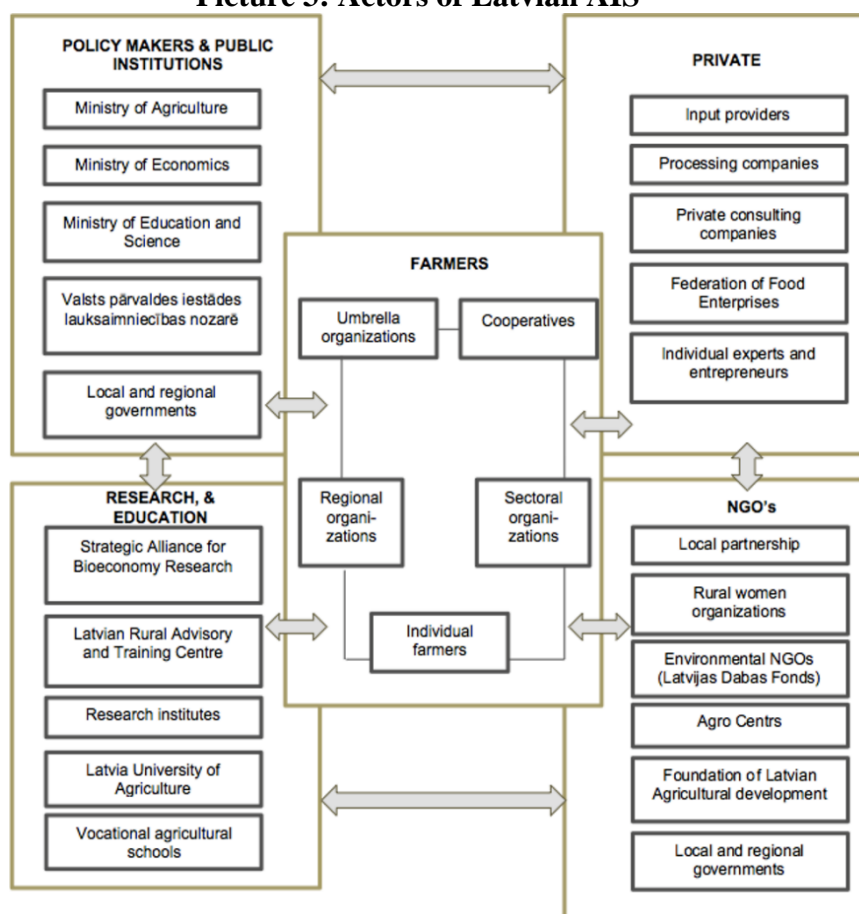 Picture 3: Actors of Latvian AIS
POLICY MAKERS & PUBLIC
INSTITUTIONS
Ministry of Agriculture
Ministry of Economics
Ministry of Education and
Science
Valsts pārvaldes iestādes
lauksaimniecības nozarē
Local and regional
governments
PRIVATE
Input providers
Processing companies
Private consulting
companies
Federation of Food
Enterprises
Individual experts and
entrepreneurs
FARMERS
Umbrella
organizations
Cooperatives
Regional
organi-
zations
Sectoral
organi-
zations
Individual
farmers
RESEARCH, &
EDUCATION
Strategic Alliance for
Bioeconomy Research
Latvian Rural Advisory
and Training Centre
Research institutes
Latvia University of
Agriculture
Vocational agricultural
schools
NGO's
Local partnership
Rural women
organizations
Environmental NGOs
(Latvijas Dabas Fonds)
Agro Centrs
Foundation of Latvian
Agricultural development
Local and regional
governments